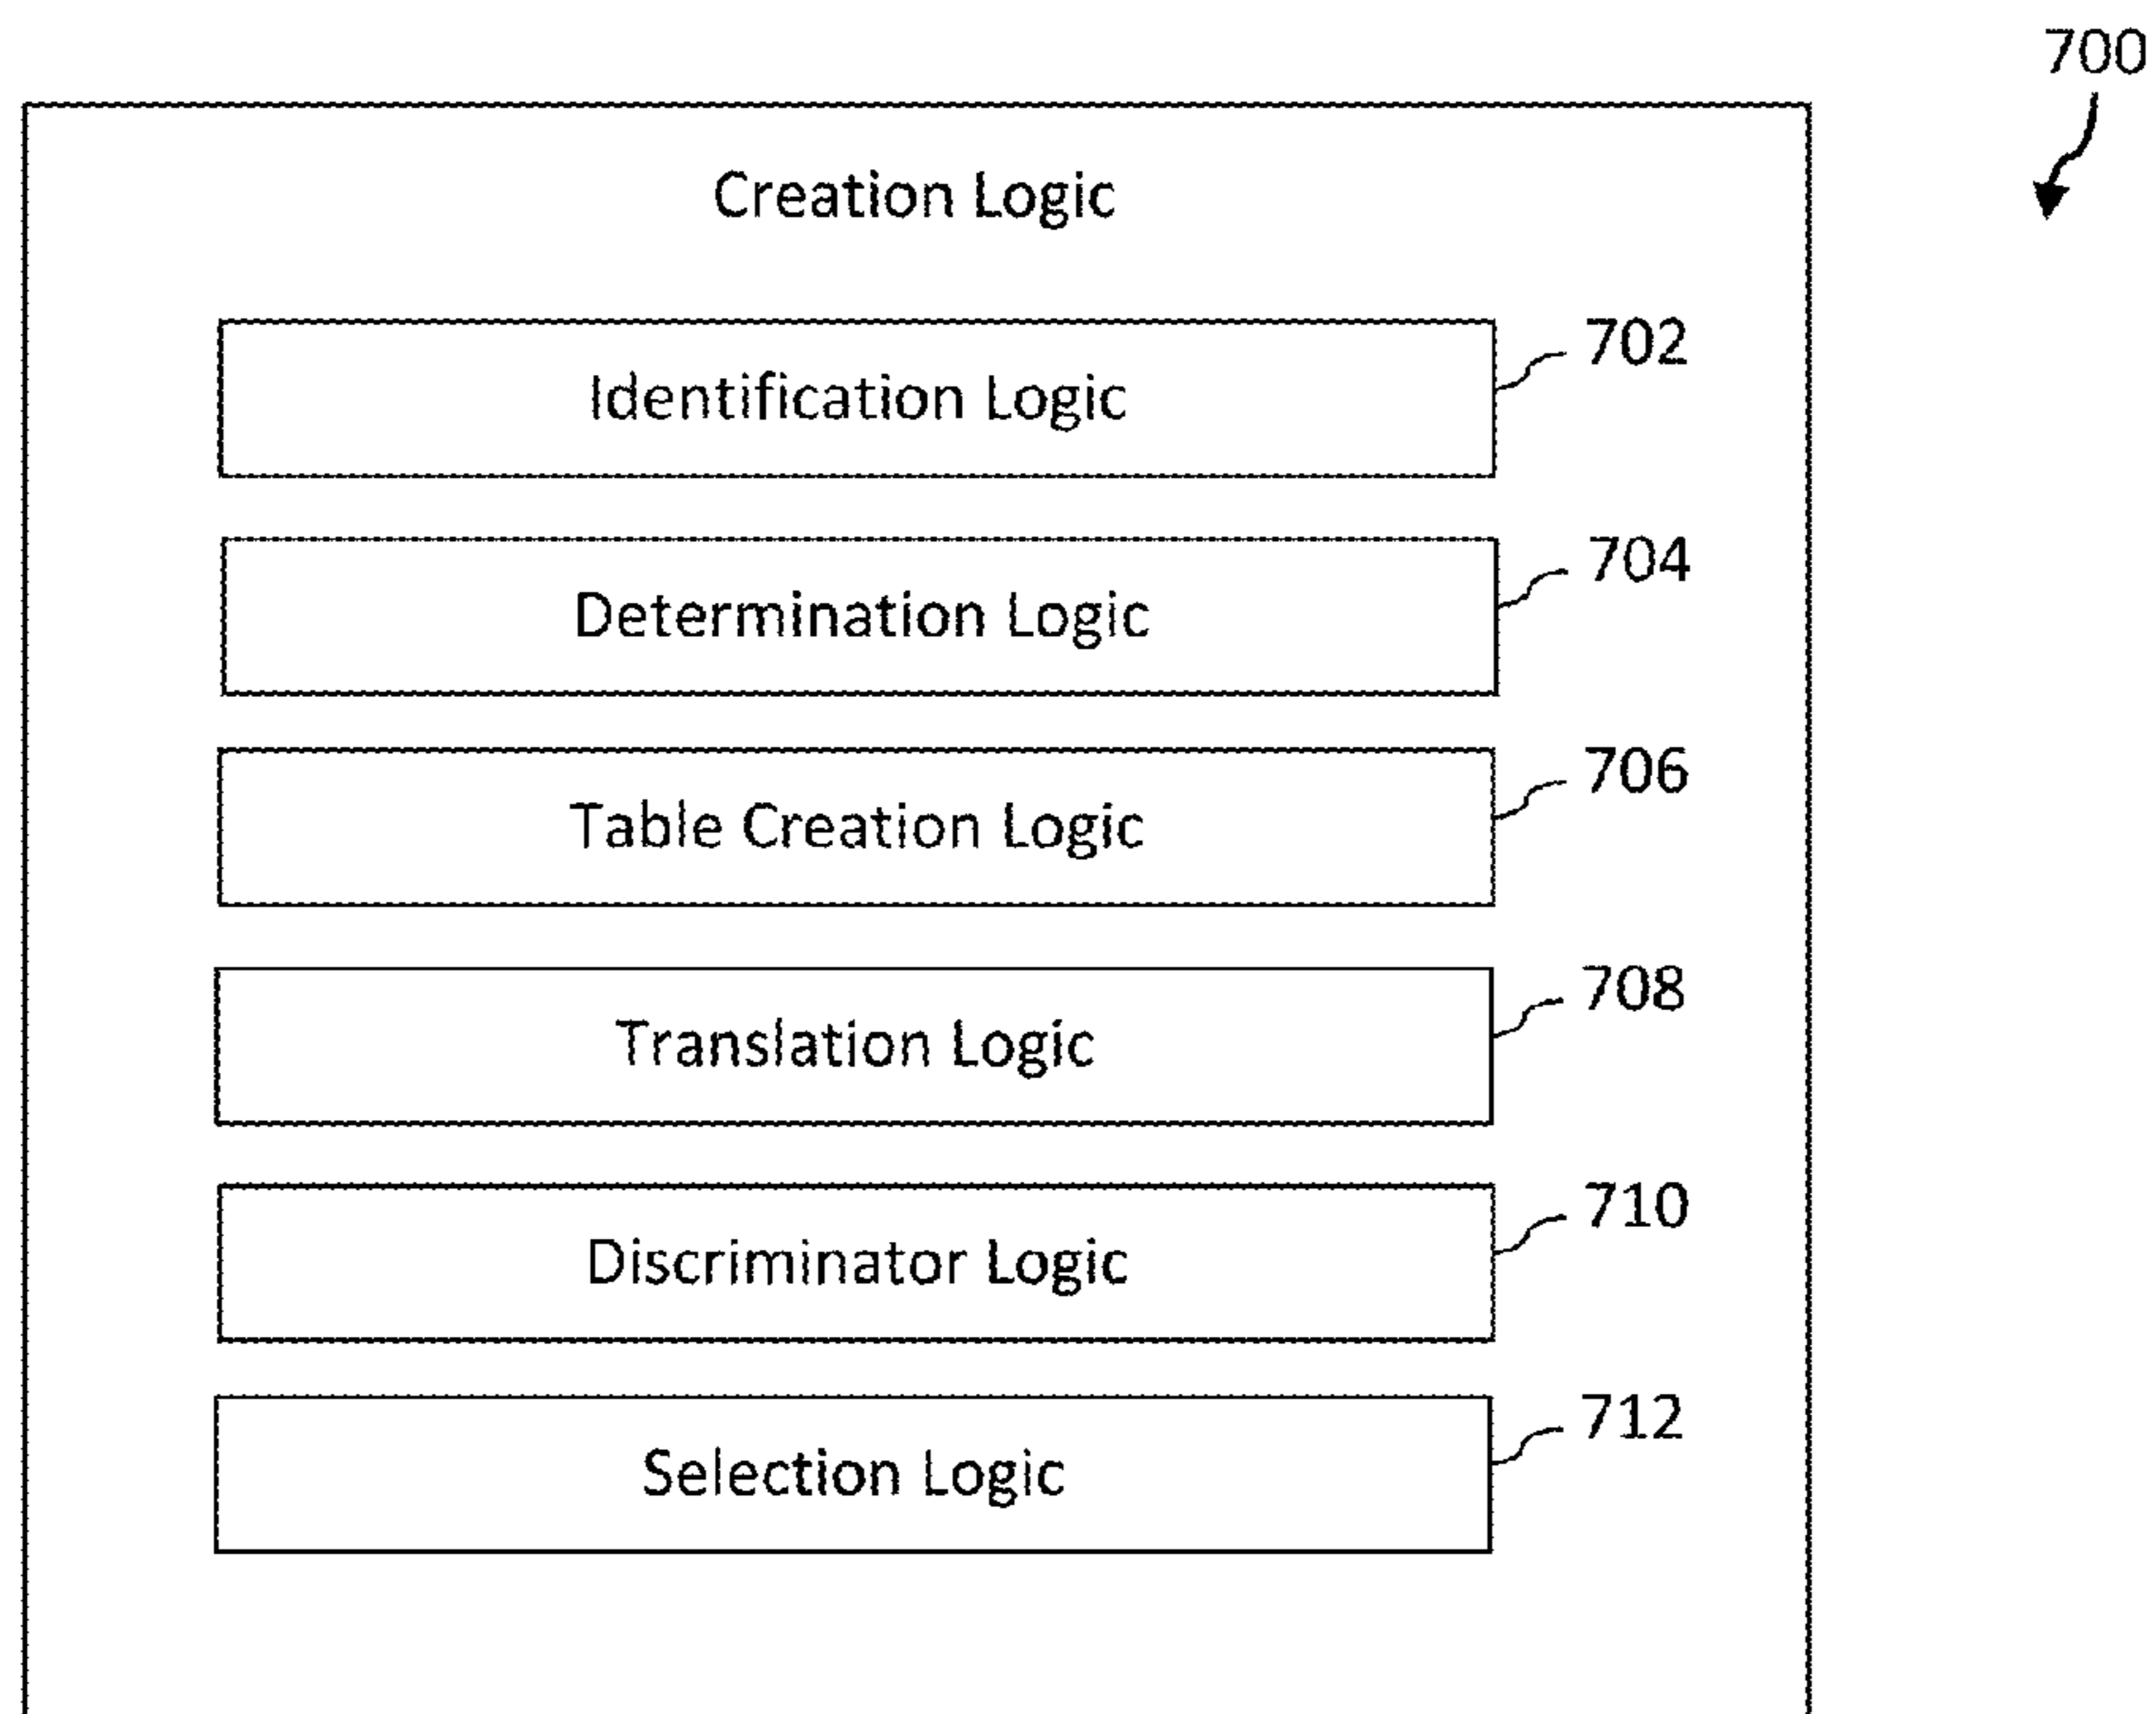 700
Creation Logic
Identification Logic
702
Determination Logic
704
Table Creation Logic
706
Translation Logic
708
Discriminator Logic
710
Selection Logic
712